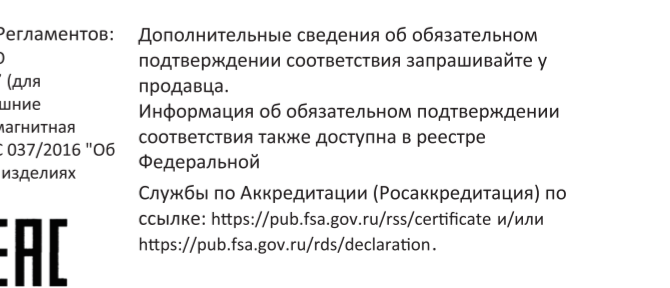 Регламентов:
(для
магнитная
037/2016 "Об
изделиях
EAC
Дополнительные сведения об обязательном
подтверждении соответствия запрашивайте у
продавца.
Информация об обязательном подтверждении
соответствия также доступна в реестре
Федеральной
Службы по Аккредитации (Росаккредитация) по
ссылке: https://pub.fsa.gov.ru/rss/certificate и/или
https://pub.fsa.gov.ru/rds/declaration.